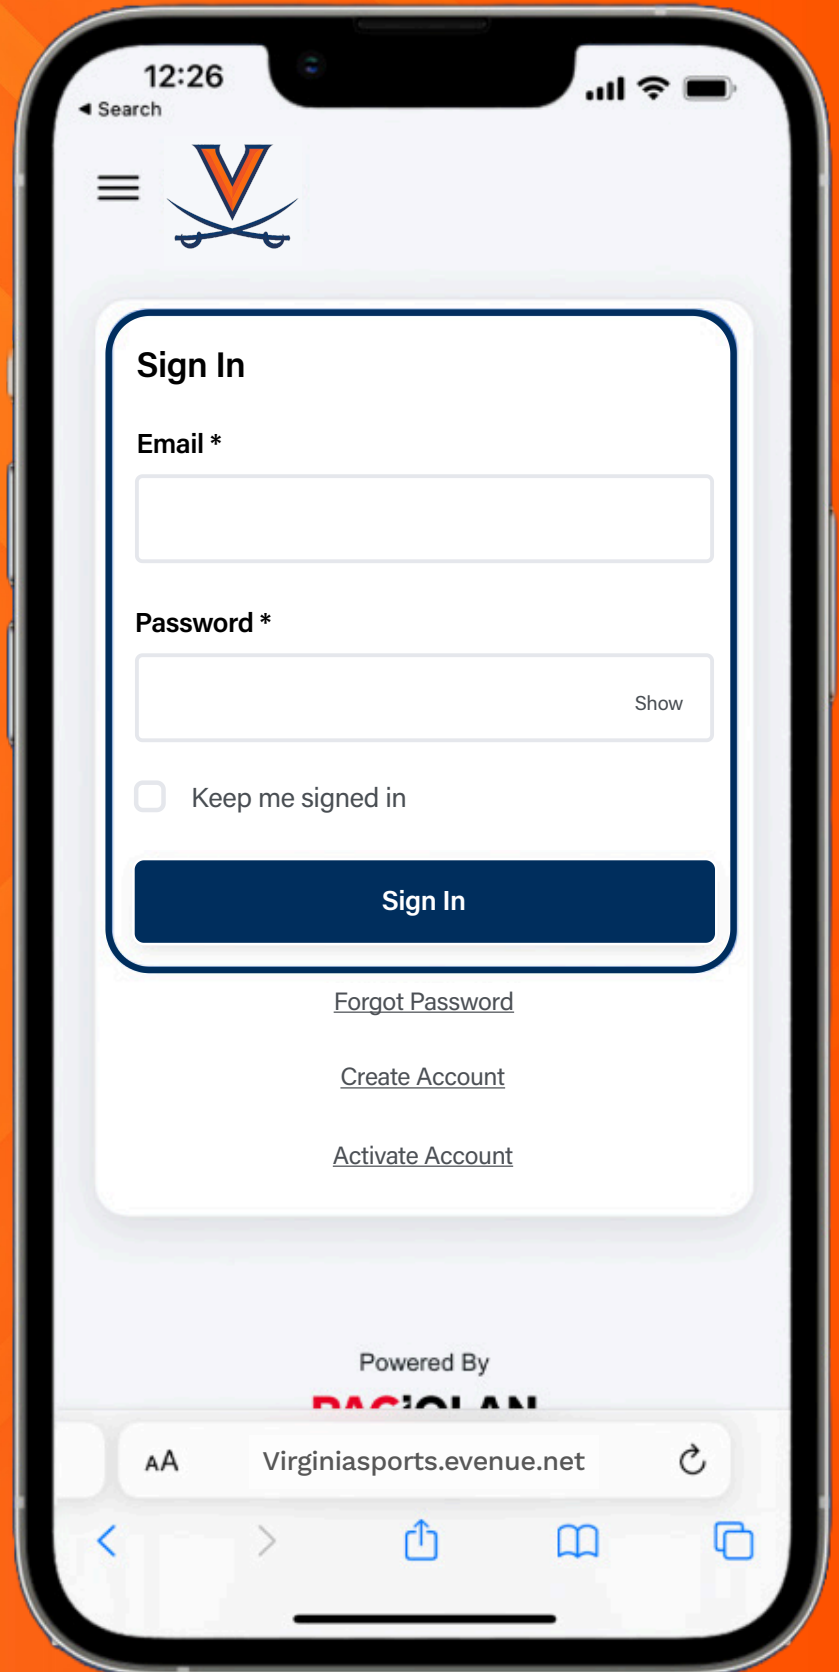 12:26
◀ Search
V
Sign In
Email *
Password *
Show
Keep me signed in
Sign In
Forgot Password
Create Account
Activate Account
Powered By
PACIOLAN
AA
Virginiasports.evenue.net